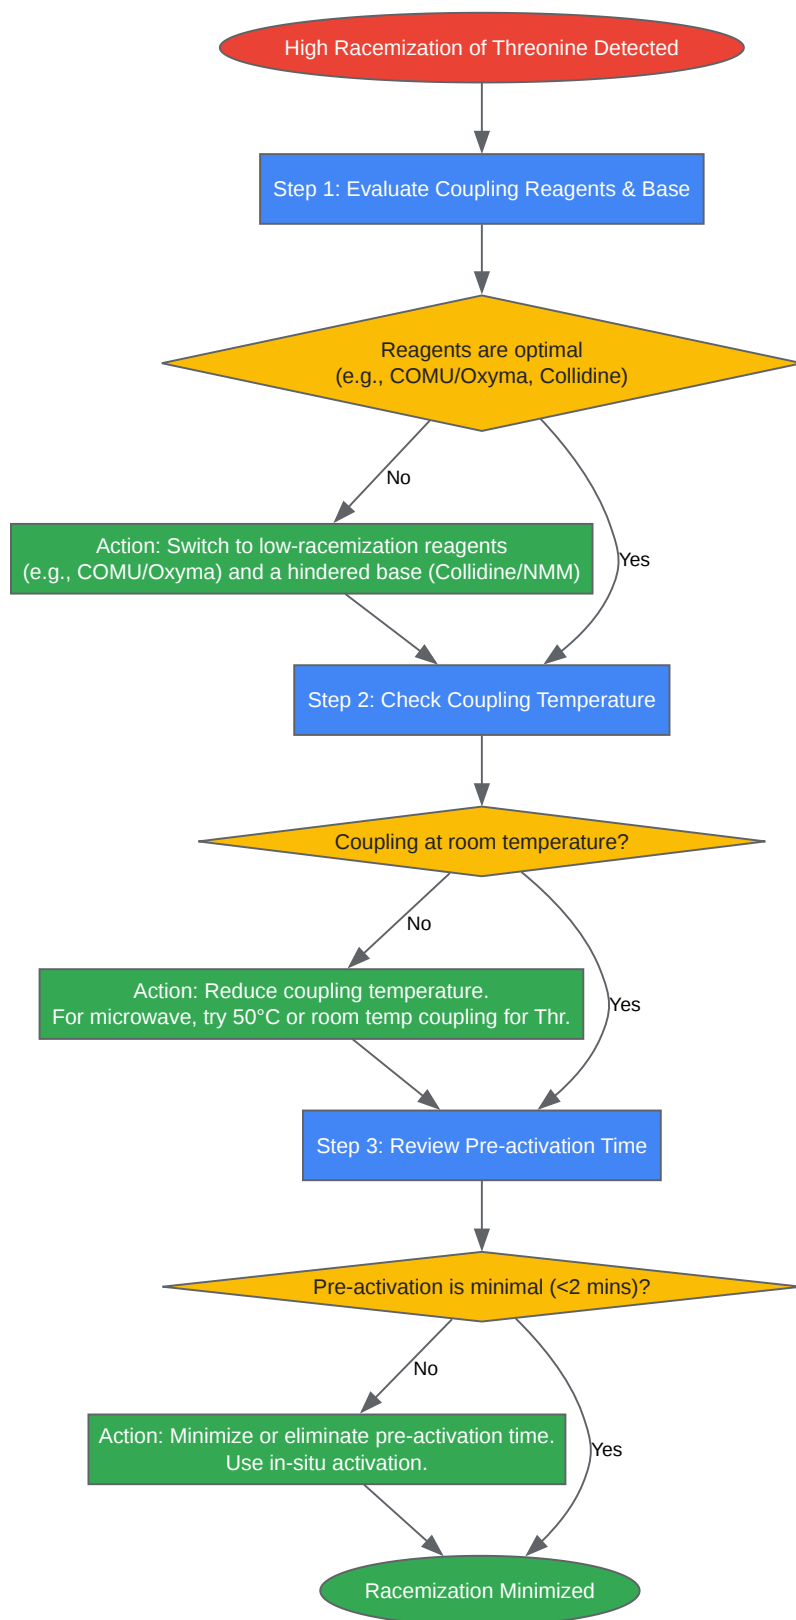 High Racemization of Threonine Detected
Step 1: Evaluate Coupling Reagents & Base
Reagents are optimal
(e.g., COMU/Oxyma, Collidine)
No
Yes
Action: Switch to low-racemization reagents
(e.g., COMU/Oxyma) and a hindered base (Collidine/NMM)
Step 2: Check Coupling Temperature
Coupling at room temperature?
No
Yes
Action: Reduce coupling temperature.
For microwave, try 50°C or room temp coupling for Thr.
Step 3: Review Pre-activation Time
Pre-activation is minimal (<2 mins)?
No
Yes
Action: Minimize or eliminate pre-activation time.
Use in-situ activation.
Racemization Minimized